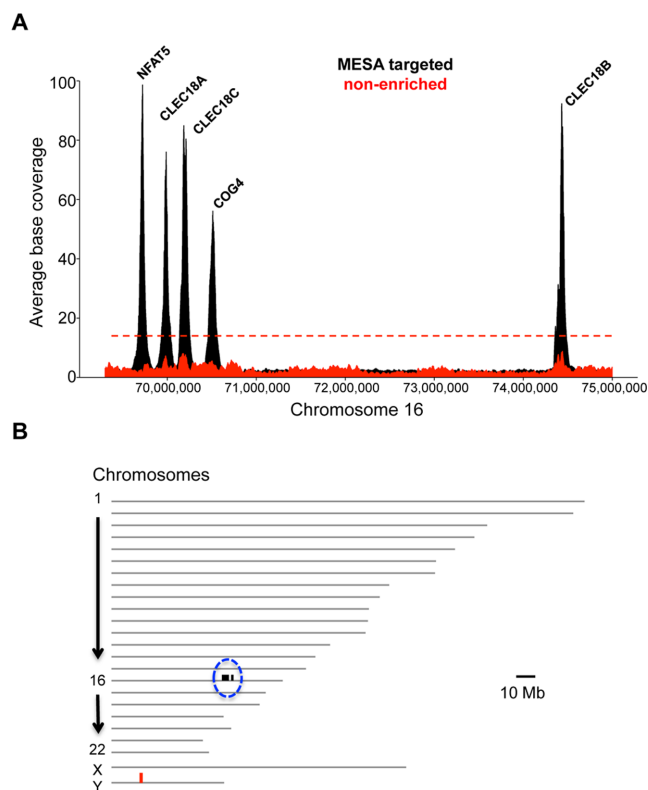 A
NFAT5
CLEC18A
CLEC18C
COG4
CLEC18B
MESA targeted
non-enriched
Average base coverage
100
80
60
40
20
0
70,000,000 71,000,000 72,000,000 73,000,000 74,000,000 75,000,000
Chromosome 16
B
Chromosomes
1
16
10 Mb
22
X
Y